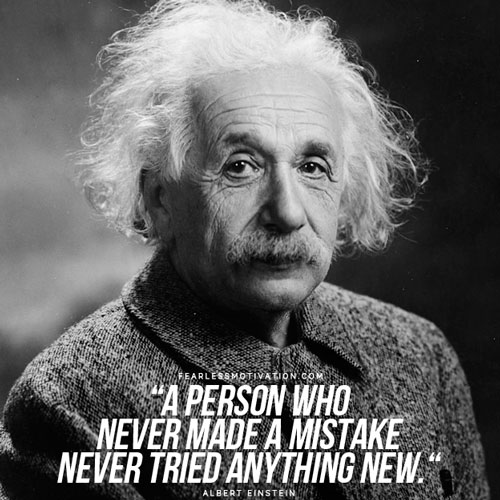 FEARLESSMOTIVATION.COM
“A PERSON WHO
NEVER MADE A MISTAKE
NEVER TRIED ANYTHING NEW.“
ALBERT EINSTEIN